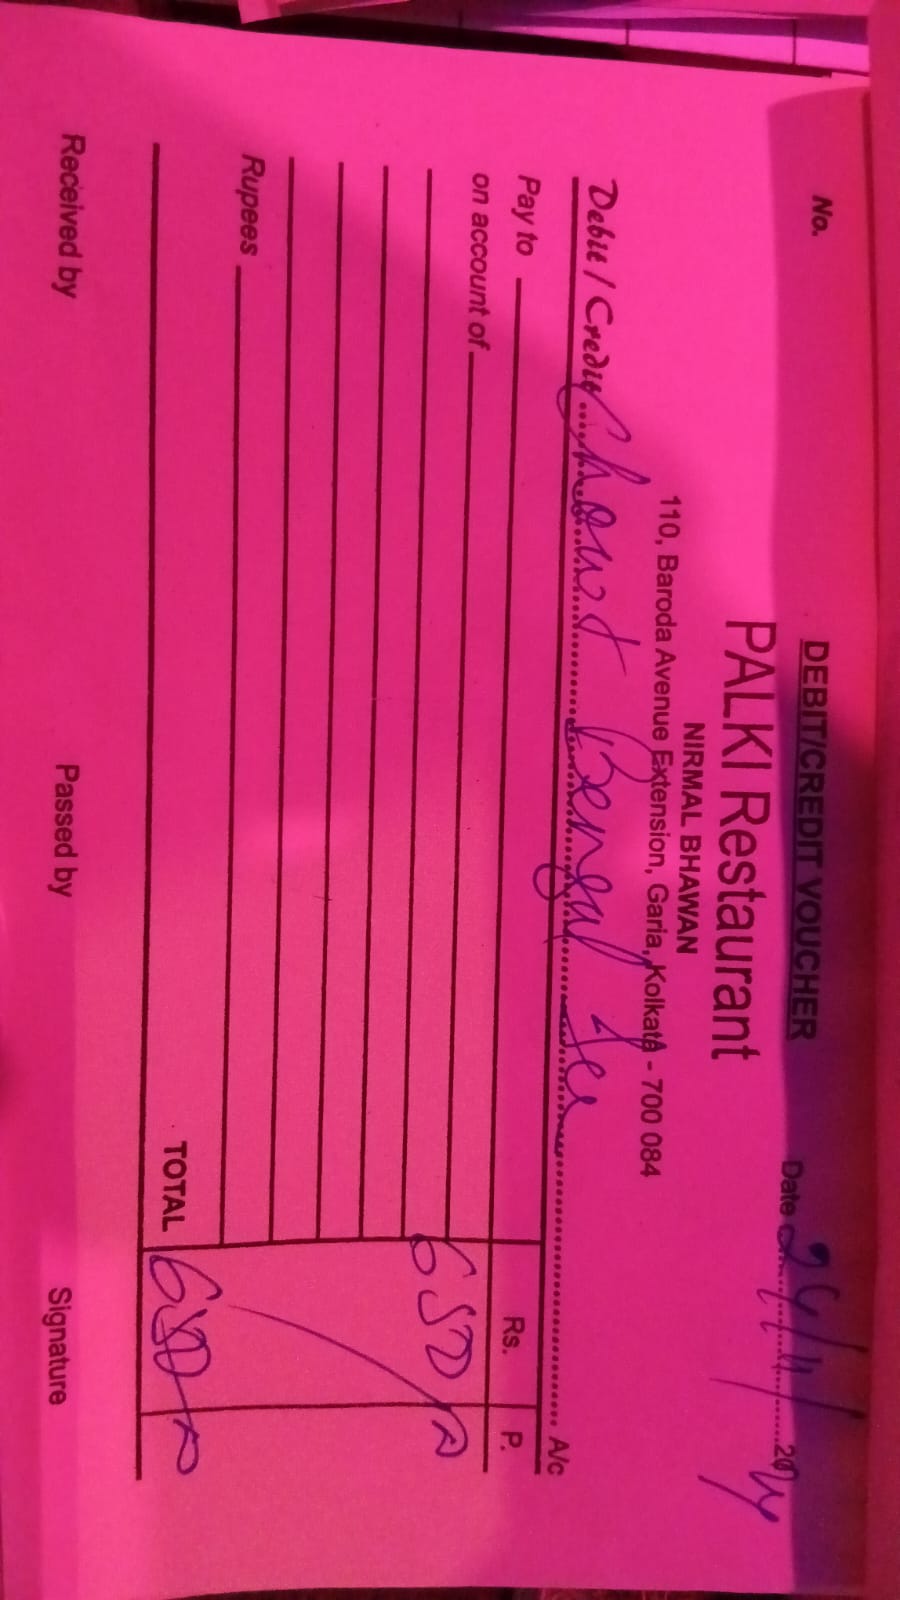 DEBIT/CREDIT VOUCHER
No.
PALKI Restaurant
Date 24/11/2024
NIRMAL BHAWAN
110, Baroda Avenue Extension, Garia, Kolkata - 700 084
Debit / Credit Bengal A/c
Pay to Rs. P.
on account of
650
Rupees
TOTAL 650
Received by Passed by Signature